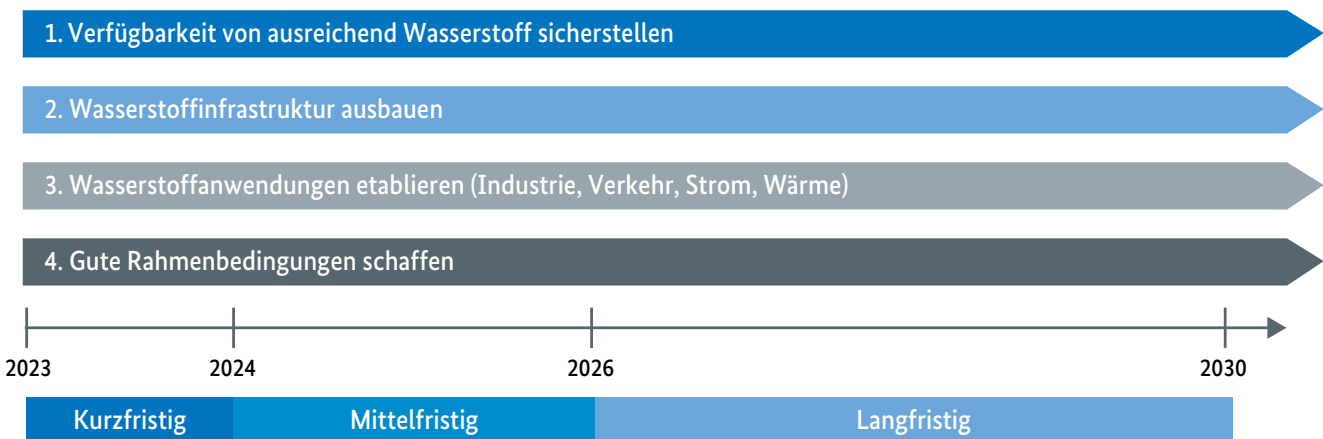 1. Verfügbarkeit von ausreichend Wasserstoff sicherstellen
2. Wasserstoffinfrastruktur ausbauen
3. Wasserstoffanwendungen etablieren (Industrie, Verkehr, Strom, Wärme)
4. Gute Rahmenbedingungen schaffen
2023 2024 2026 2030
Kurzfristig Mittelfristig Langfristig